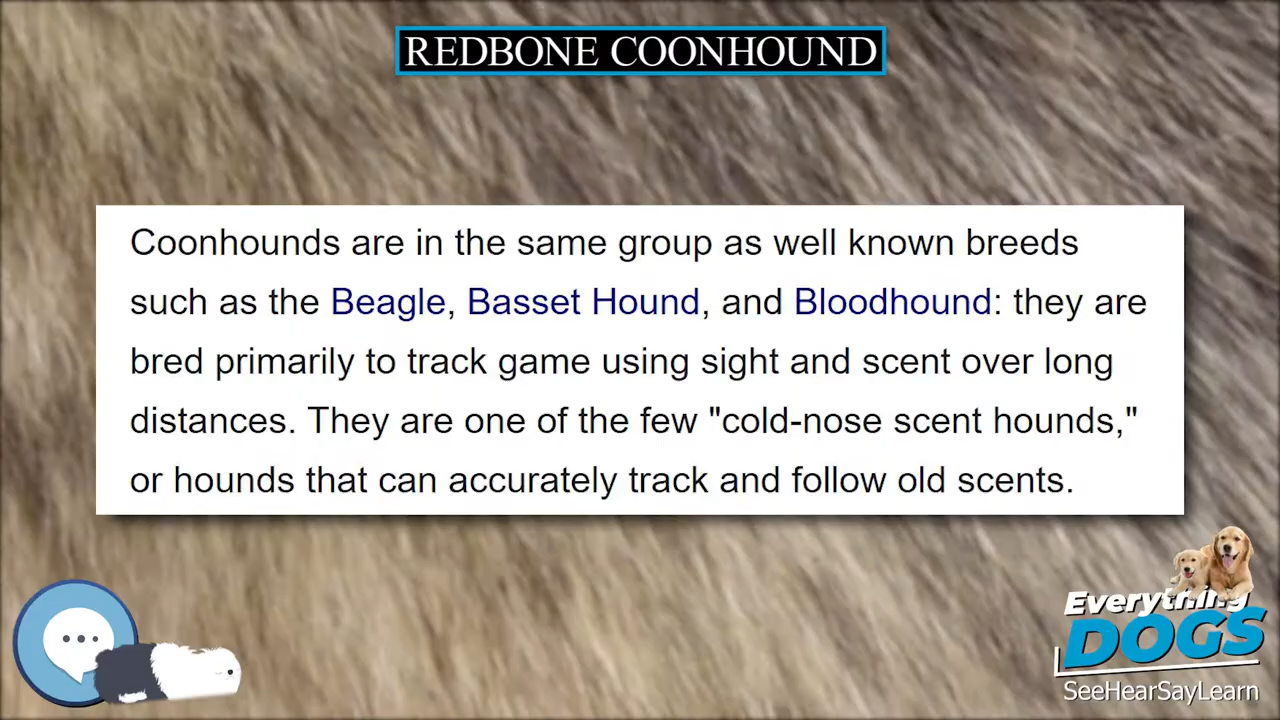 REDBONE COONHOUND
Coonhounds are in the same group as well known breeds
such as the Beagle, Basset Hound, and Bloodhound: they are
bred primarily to track game using sight and scent over long
distances. They are one of the few "cold-nose scent hounds,"
or hounds that can accurately track and follow old scents.
Everything
DOGS
SeeHearSayLearn